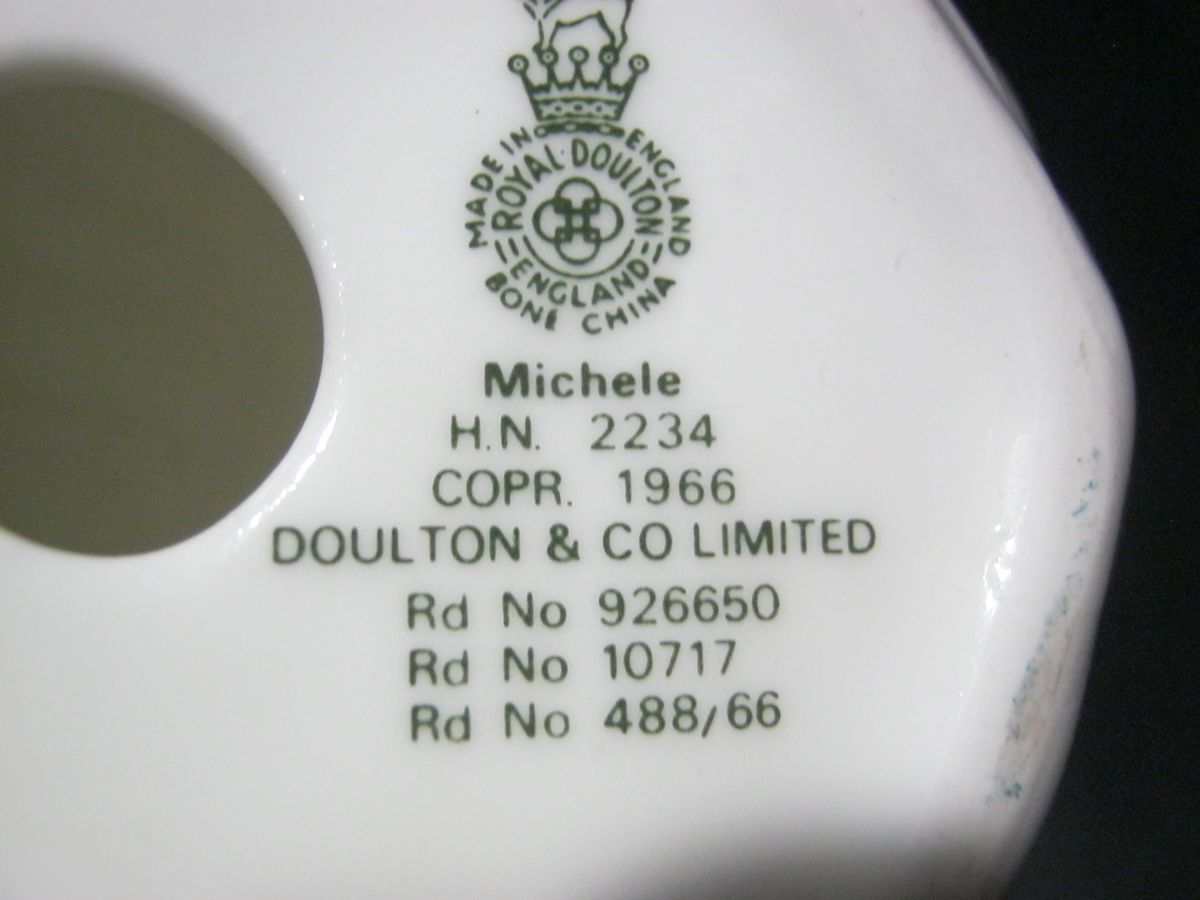 MADE IN ENGLAND
ROYAL·DOULTON
ENGLAND
BONE CHINA
Michele
H.N. 2234
COPR. 1966
DOULTON & CO LIMITED
Rd No 926650
Rd No 10717
Rd No 488/66